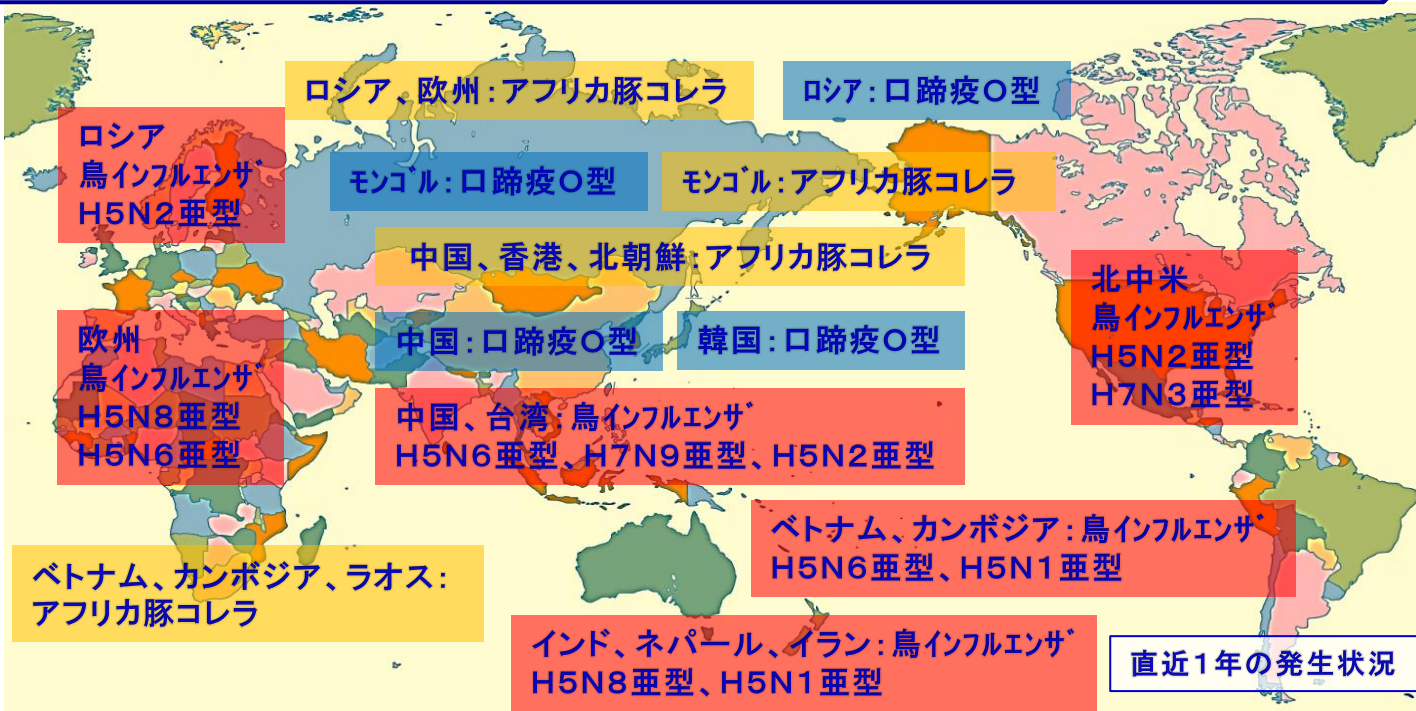 ロシア、欧州：アフリカ豚コレラ
ロシア：口蹄疫O型
ロシア
鳥インフルエンザ
H5N2亜型
モンゴル：口蹄疫O型
モンゴル：アフリカ豚コレラ
中国、香港、北朝鮮：アフリカ豚コレラ
北中米
鳥インフルエンザ
H5N2亜型
H7N3亜型
欧州
鳥インフルエンザ
H5N8亜型
H5N6亜型
中国：口蹄疫O型
韓国：口蹄疫O型
中国、台湾：鳥インフルエンザ
H5N6亜型、H7N9亜型、H5N2亜型
ベトナム、カンボジア：鳥インフルエンザ
H5N6亜型、H5N1亜型
ベトナム、カンボジア、ラオス：
アフリカ豚コレラ
インド、ネパール、イラン：鳥インフルエンザ
H5N8亜型、H5N1亜型
直近1年の発生状況